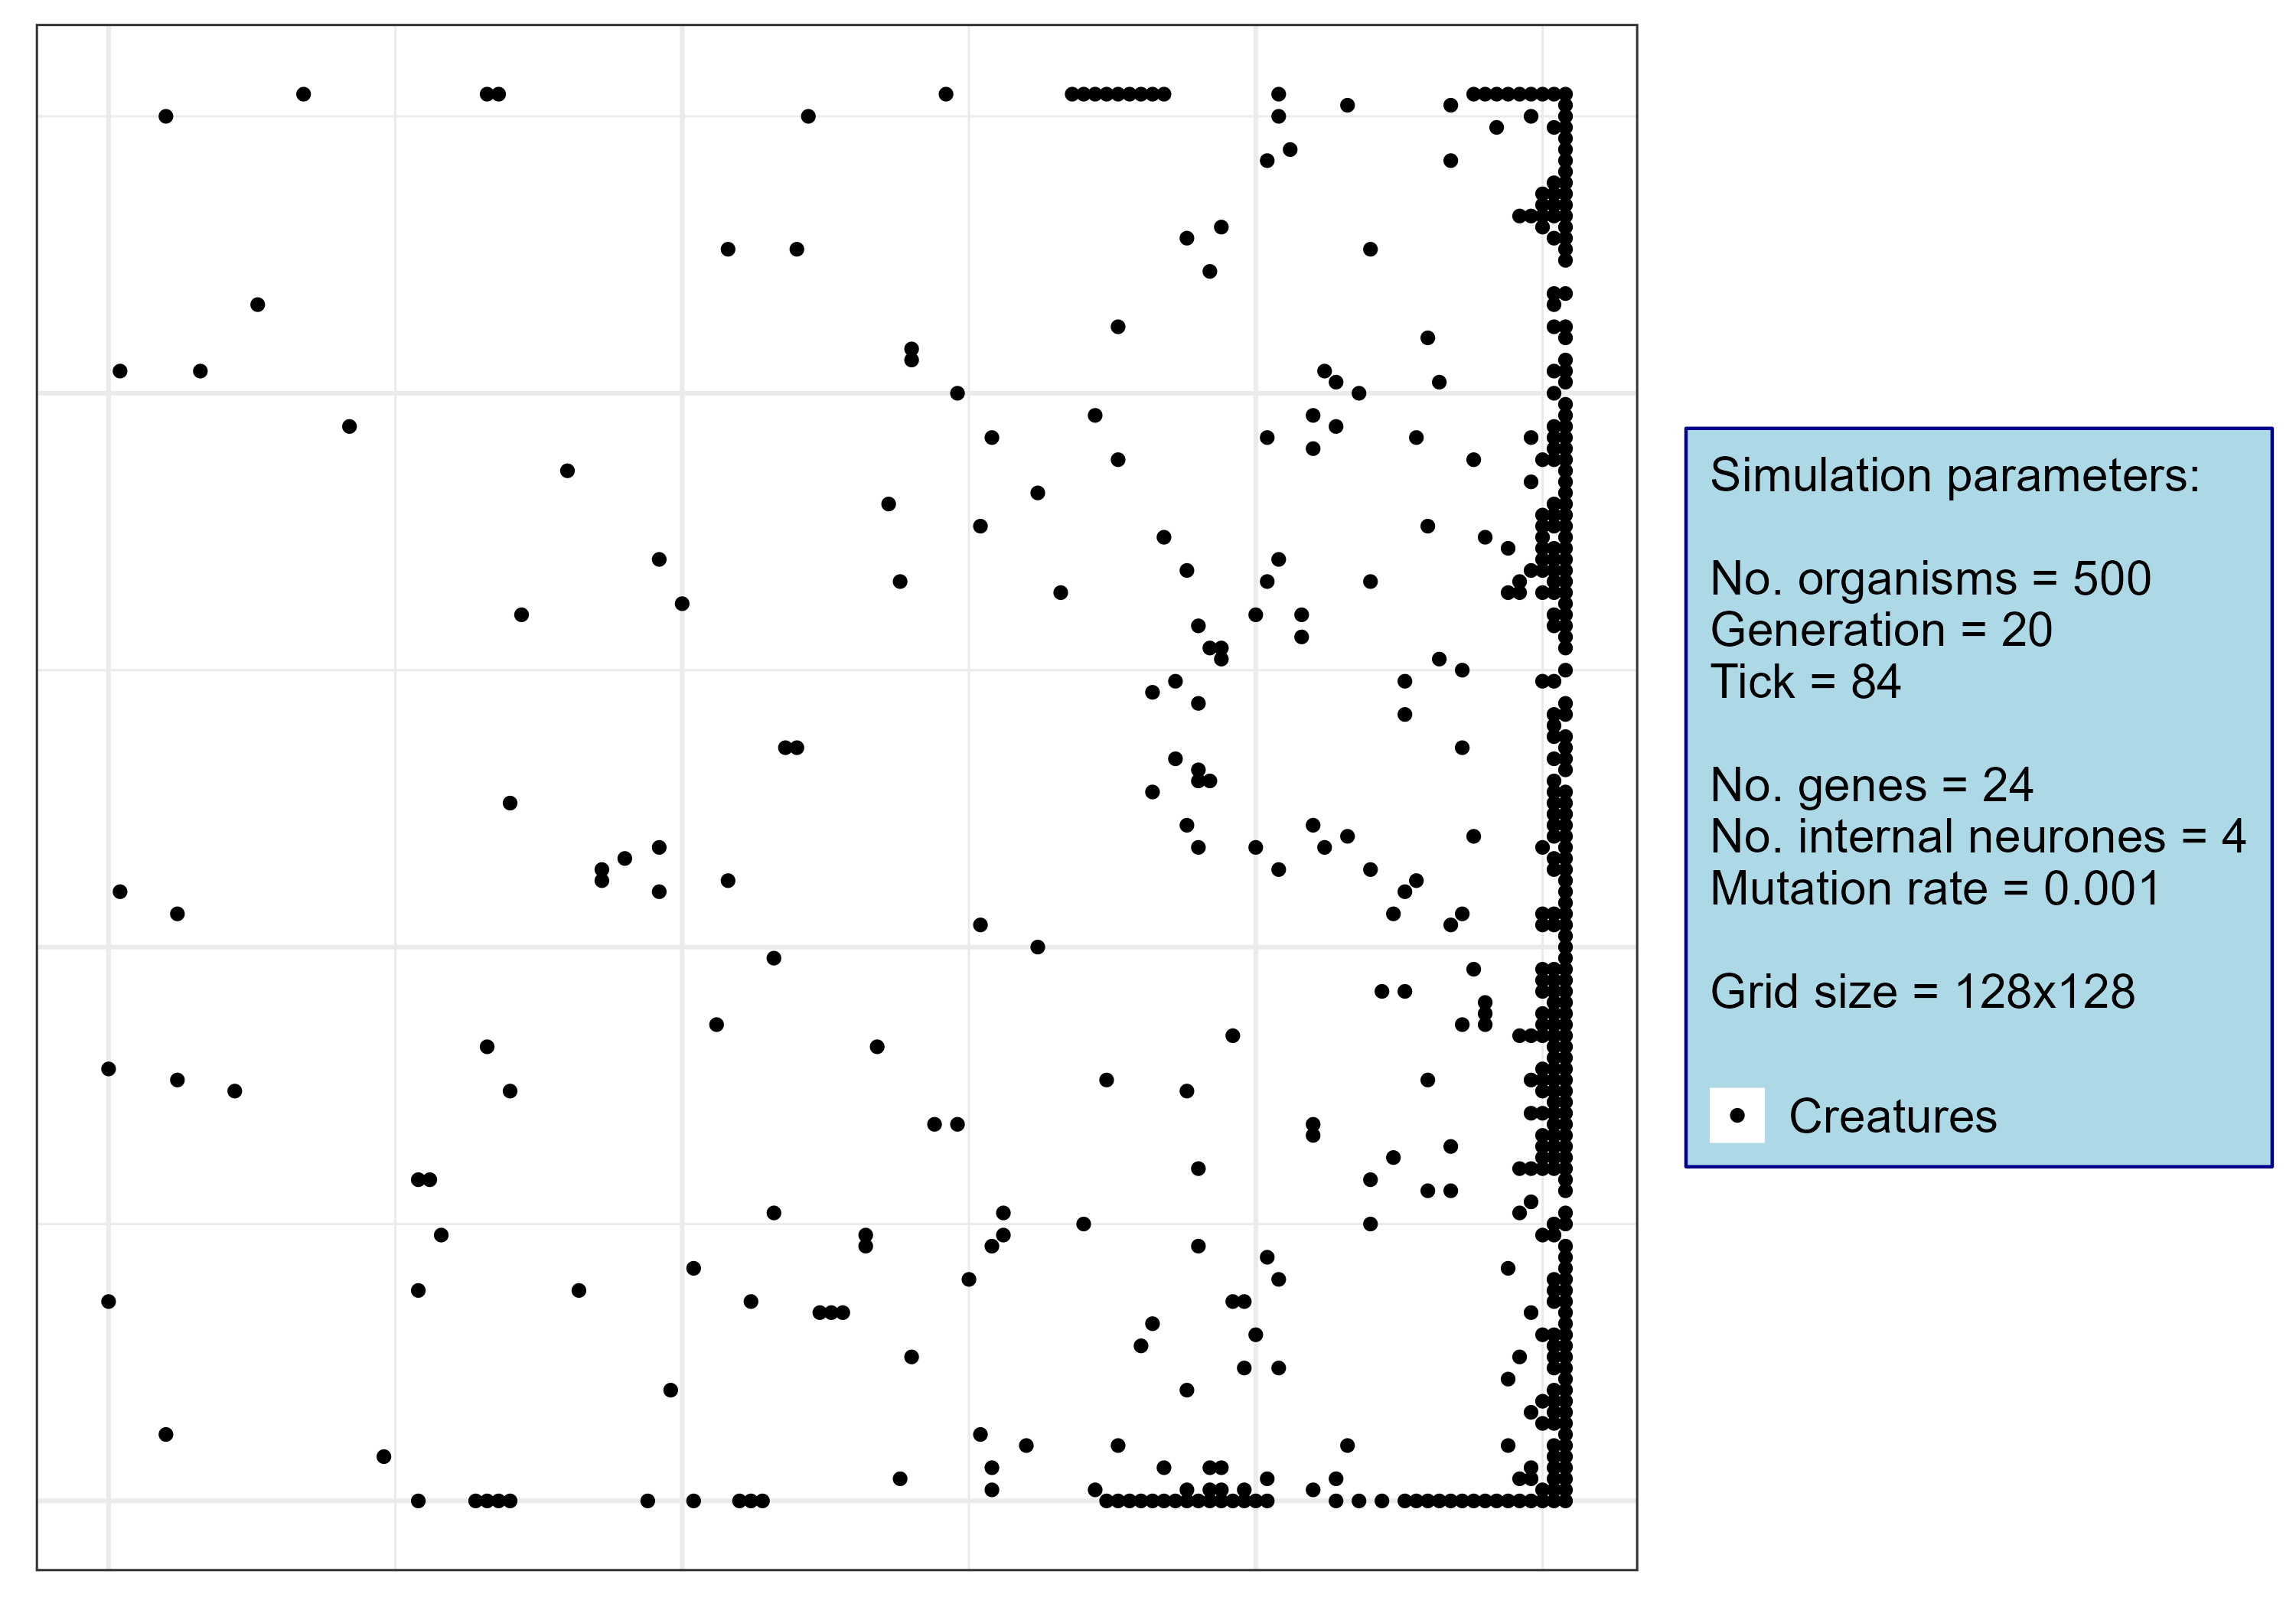 Simulation parameters:
No. organisms = 500
Generation = 20
Tick = 84
No. genes = 24
No. internal neurones = 4
Mutation rate = 0.001
Grid size = 128x128
Creatures